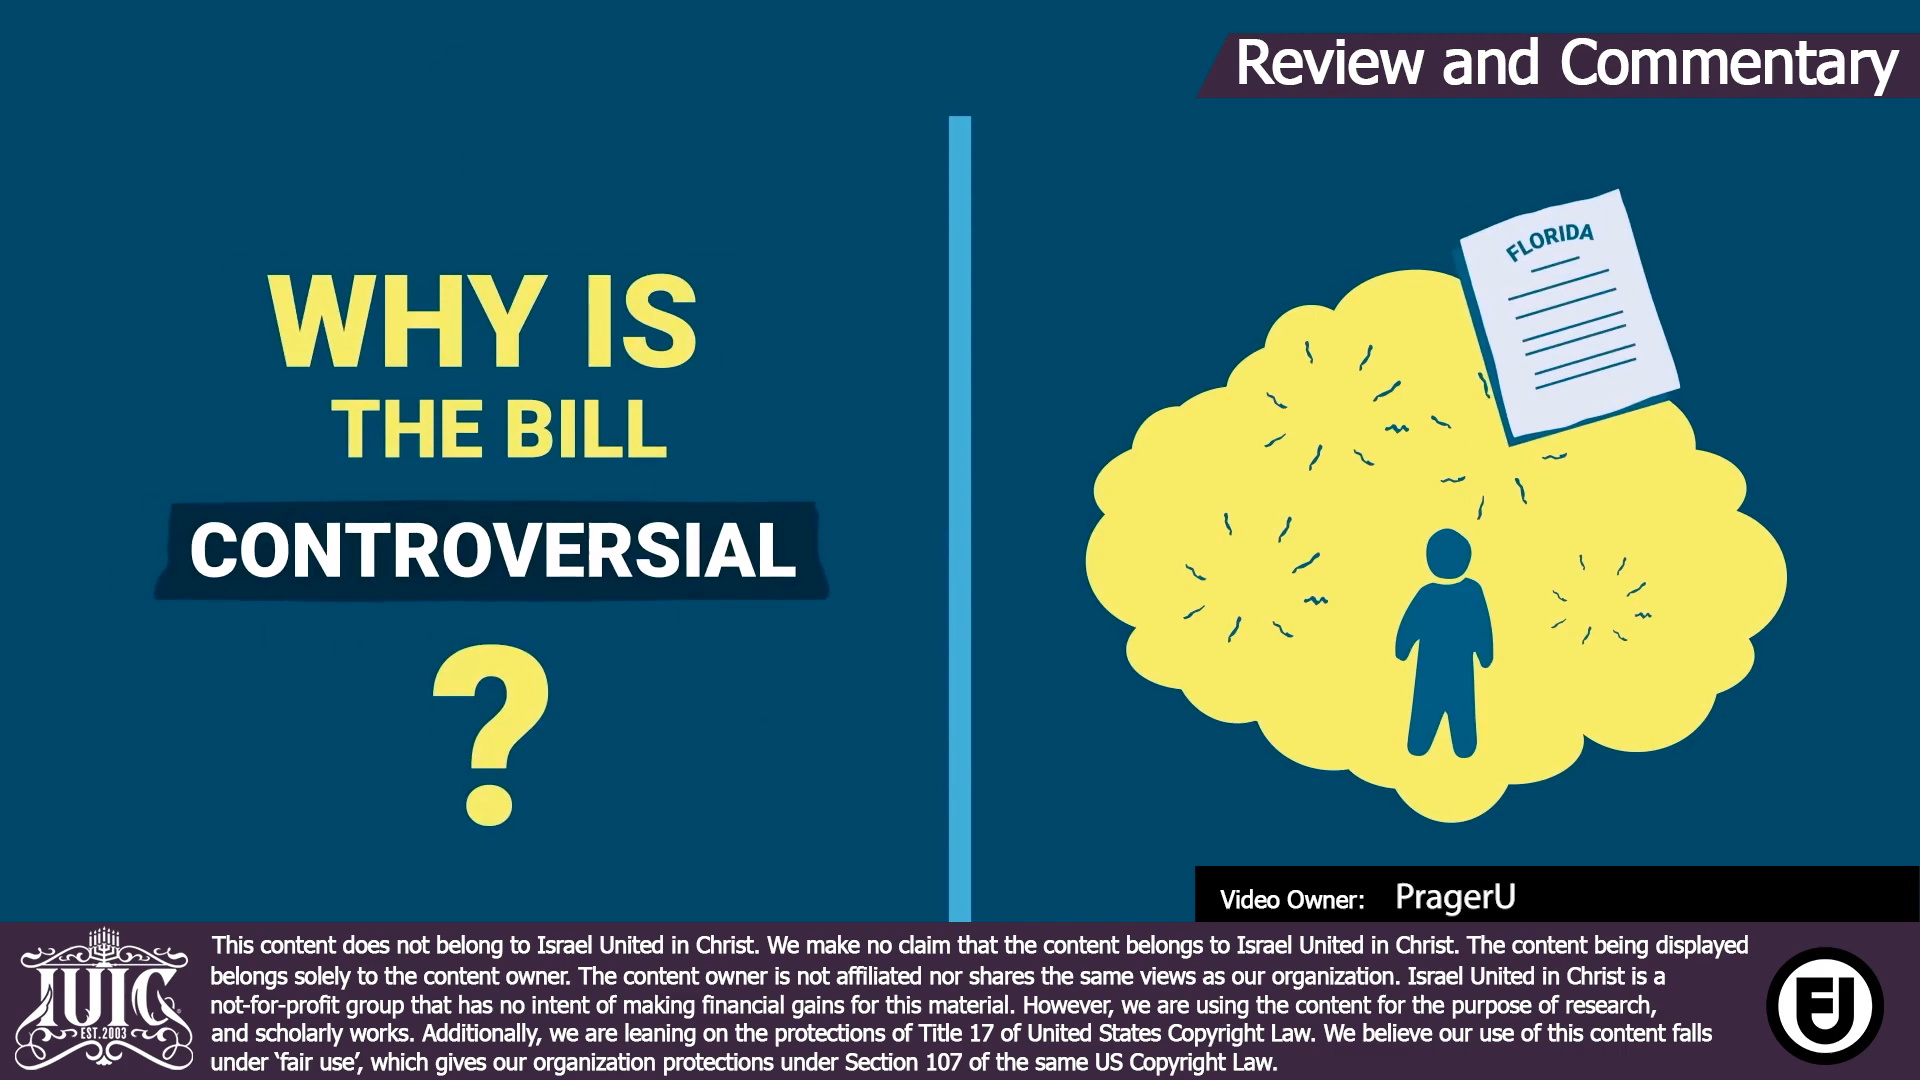 Review and Commentary
WHY IS
THE BILL
CONTROVERSIAL
?
FLORIDA
Video Owner: PragerU
This content does not belong to Israel United in Christ. We make no claim that the content belongs to Israel United in Christ. The content being displayed
belongs solely to the content owner. The content owner is not affiliated nor shares the same views as our organization. Israel United in Christ is a
not-for-profit group that has no intent of making financial gains for this material. However, we are using the content for the purpose of research,
and scholarly works. Additionally, we are leaning on the protections of Title 17 of United States Copyright Law. We believe our use of this content falls
under ‘fair use’, which gives our organization protections under Section 107 of the same US Copyright Law.
IUIC
EST. 2003